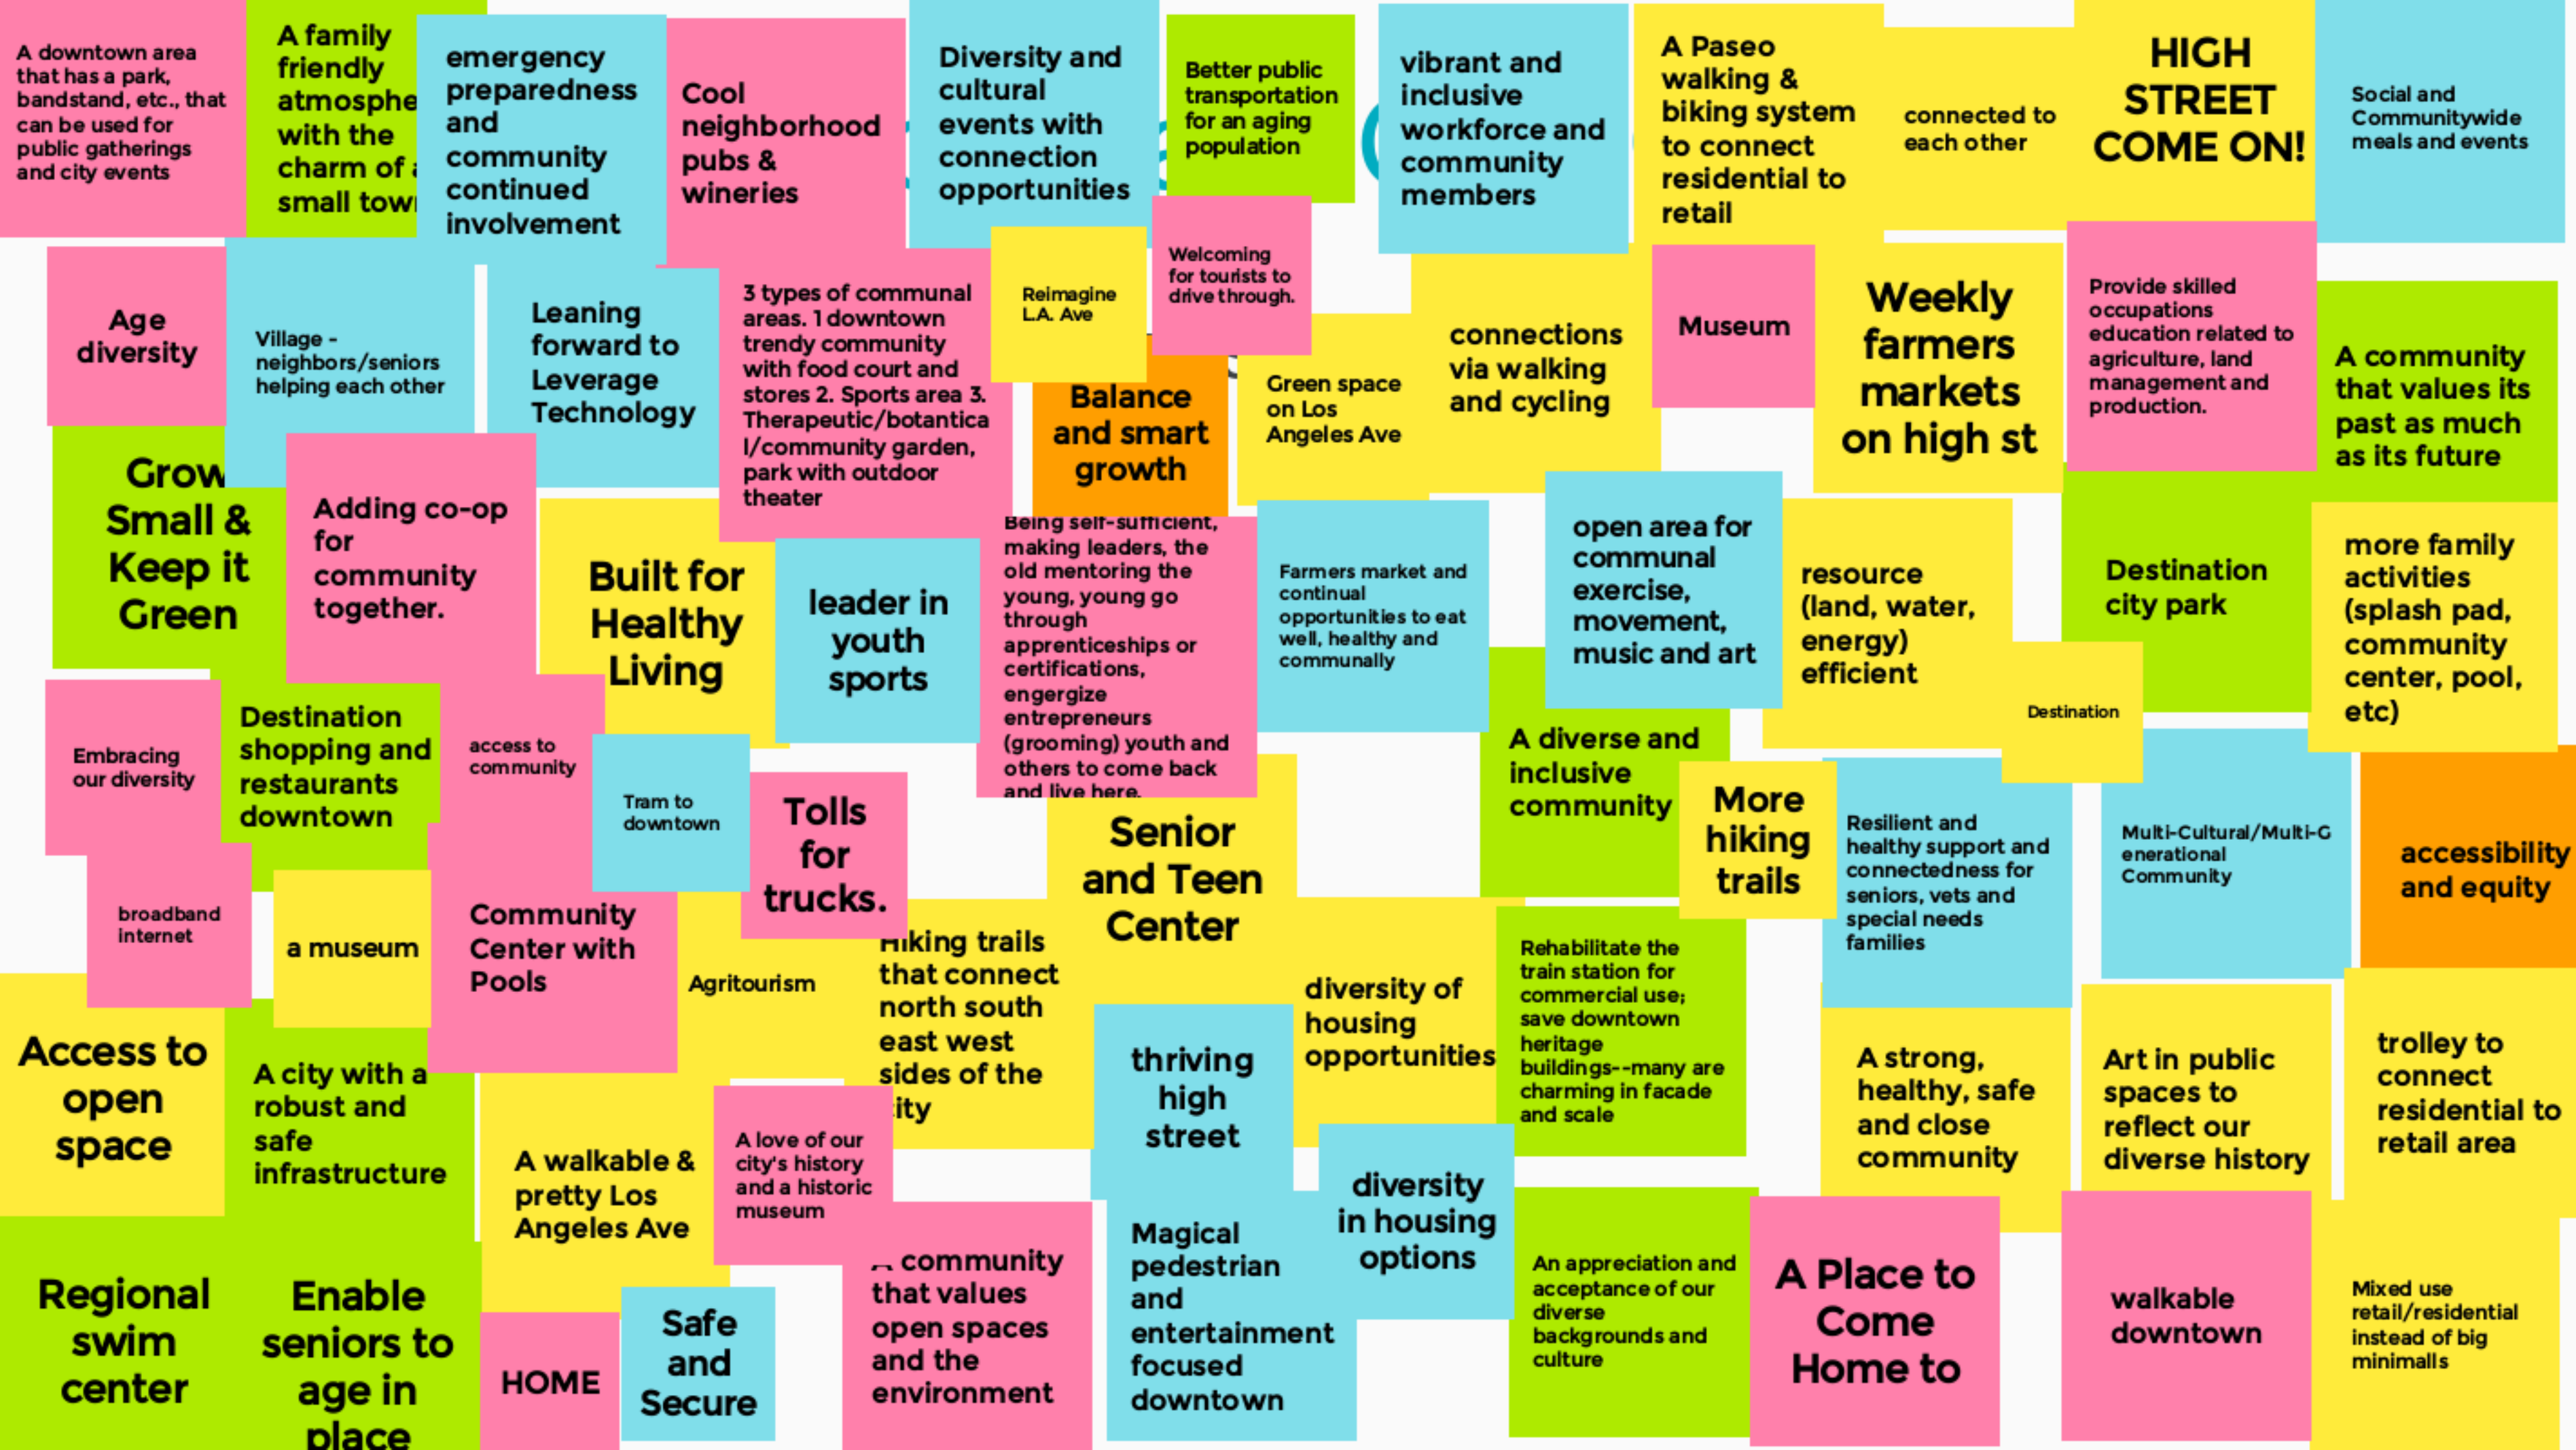 A downtown area
that has a park,
bandstand, etc., that
can be used for
public gatherings
and city events
A family
friendly
atmosphe
with the
charm of a
small tow
emergency
preparedness
and
community
continued
involvement
Cool
neighborhood
pubs &
wineries
Diversity and
cultural
events with
connection
opportunities
Better public
transportation
for an aging
population
vibrant and
inclusive
workforce and
community
members
A Paseo
walking &
biking system
to connect
residential to
retail
connected to
each other
HIGH
STREET
COME ON!
Social and
Communitywide
meals and events
Age
diversity
Village -
neighbors/seniors
helping each other
Leaning
forward to
Leverage
Technology
3 types of communal
areas. 1 downtown
trendy community
with food court and
stores 2. Sports area 3.
Therapeutic/botanica
l/community garden,
park with outdoor
theater
Reimagine
L.A. Ave
Welcoming
for tourists to
drive through.
Balance
and smart
growth
Green space
on Los
Angeles Ave
connections
via walking
and cycling
Museum
Weekly
farmers
markets
on high st
Provide skilled
occupations
education related to
agriculture, land
management and
production.
A community
that values its
past as much
as its future
Grow
Small &
Keep it
Green
Adding co-op
for
community
together.
Built for
Healthy
Living
leader in
youth
sports
Being self-sufficient,
making leaders, the
old mentoring the
young, young go
through
apprenticeships or
certifications,
engergize
entrepreneurs
(grooming) youth and
others to come back
and live here.
Farmers market and
continual
opportunities to eat
well, healthy and
communally
open area for
communal
exercise,
movement,
music and art
resource
(land, water,
energy)
efficient
Destination
city park
more family
activities
(splash pad,
community
center, pool,
etc)
Embracing
our diversity
Destination
shopping and
restaurants
downtown
access to
community
Tram to
downtown
Tolls
for
trucks.
Senior
and Teen
Center
A diverse and
inclusive
community
More
hiking
trails
Resilient and
healthy support and
connectedness for
seniors, vets and
special needs
families
Destination
Multi-Cultural/Multi-G
enerational
Community
accessibility
and equity
broadband
internet
a museum
Community
Center with
Pools
Agritourism
Hiking trails
that connect
north south
east west
sides of the
city
diversity of
housing
opportunities
Rehabilitate the
train station for
commercial use;
save downtown
heritage
buildings--many are
charming in facade
and scale
Access to
open
space
A city with a
robust and
safe
infrastructure
A walkable &
pretty Los
Angeles Ave
A love of our
city's history
and a historic
museum
thriving
high
street
diversity
in housing
options
A strong,
healthy, safe
and close
community
Art in public
spaces to
reflect our
diverse history
trolley to
connect
residential to
retail area
Regional
swim
center
Enable
seniors to
age in
place
HOME
Safe
and
Secure
A community
that values
open spaces
and the
environment
Magical
pedestrian
and
entertainment
focused
downtown
An appreciation and
acceptance of our
diverse
backgrounds and
culture
A Place to
Come
Home to
walkable
downtown
Mixed use
retail/residential
instead of big
minimalls